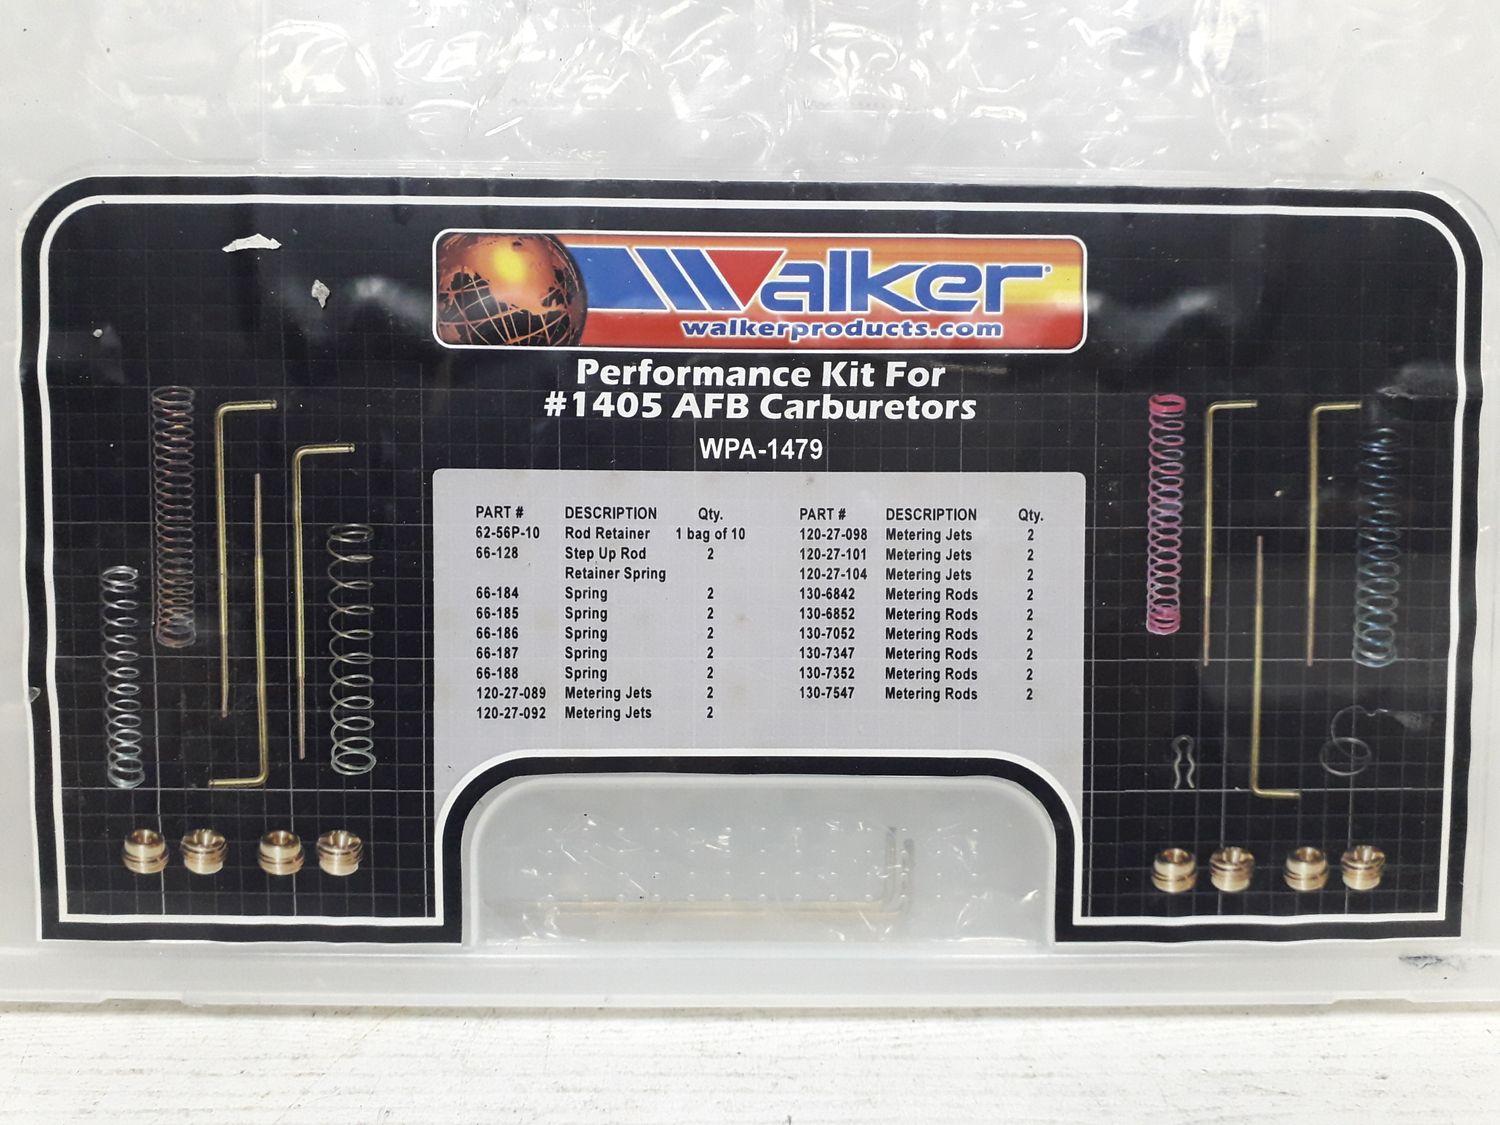 Walker
walkerproducts.com
Performance Kit For
#1405 AFB Carburetors
WPA-1479
PART # DESCRIPTION Qty.
62-56P-10 Rod Retainer 1 bag of 10
66-128 Step Up Rod 2
Retainer Spring
66-184 Spring 2
66-185 Spring 2
66-186 Spring 2
66-187 Spring 2
66-188 Spring 2
120-27-089 Metering Jets 2
120-27-092 Metering Jets 2
PART # DESCRIPTION Qty.
120-27-098 Metering Jets 2
120-27-101 Metering Jets 2
120-27-104 Metering Jets 2
130-6842 Metering Rods 2
130-6852 Metering Rods 2
130-7052 Metering Rods 2
130-7347 Metering Rods 2
130-7352 Metering Rods 2
130-7547 Metering Rods 2